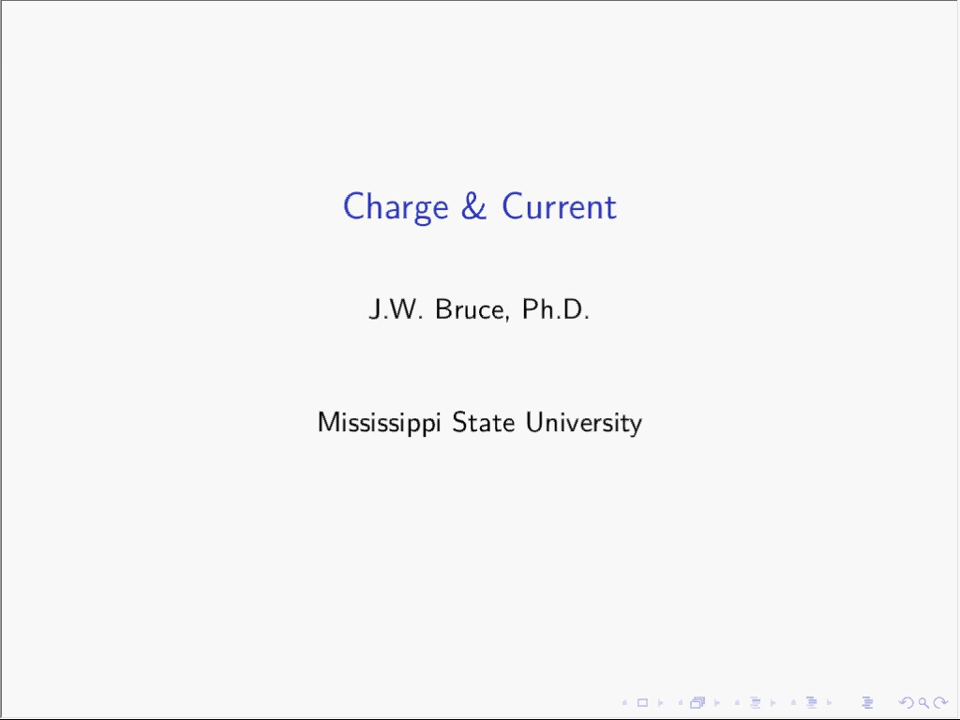 Charge & Current
J.W. Bruce, Ph.D.
Mississippi State University